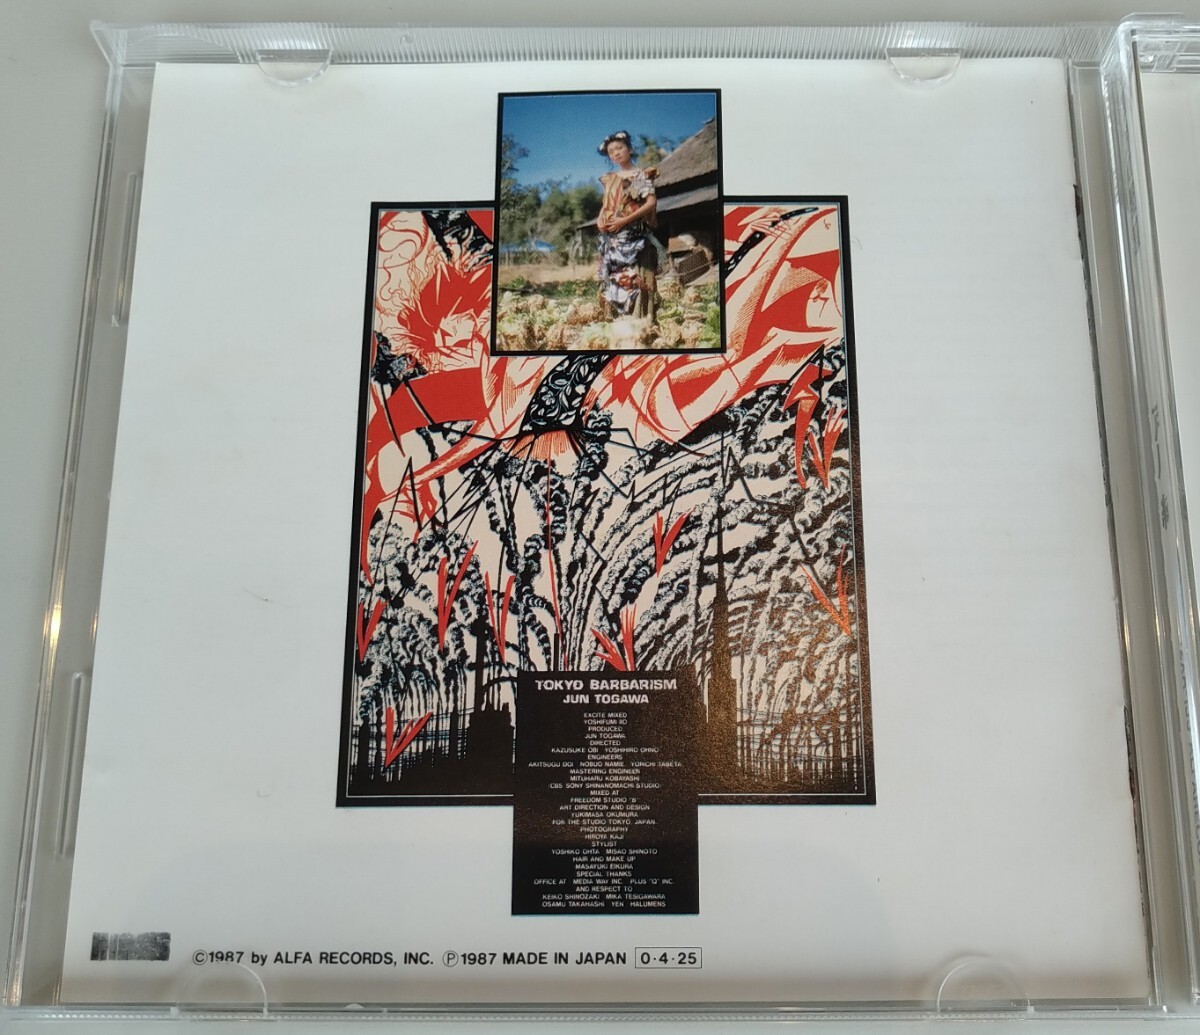 TOKYO BARBARISM
JUN TOGAWA
EXCITE MIXED
YOSHIFUMI IIO
PRODUCED
JUN TOGAWA
DIRECTED
KAZUSUKE OBI YOSHIHIRO OHNO
ENGINEERS
AKITSUGU DOI NOBUO NAMIE YORICHI TABETA
MASTERING ENGINEER
MITUHARU KOBAYASHI
(CBS SONY SHINANOMACHI STUDIO)
MIXED AT
FREEDOM STUDIO "B"
ART DIRECTION AND DESIGN
YUKIMASA OKUMURA
FOR THE STUDIO TOKYO, JAPAN
PHOTOGRAPHY
HIROYA KAJI
STYLIST
YOSHIKO OHTA MISAO SHINOTO
HAIR AND MAKE UP
MASAYUKI EIKURA
SPECIAL THANKS
OFFICE AT MEDIA WAY INC. PLUS "Q" INC.
AND RESPECT TO
KEIKO SHINOZAKI MIKA TESIGAWARA
OSAMU TAKAHASHI YEN HALUMENS
©1987 by ALFA RECORDS, INC. Ⓟ1987 MADE IN JAPAN 0·4·25